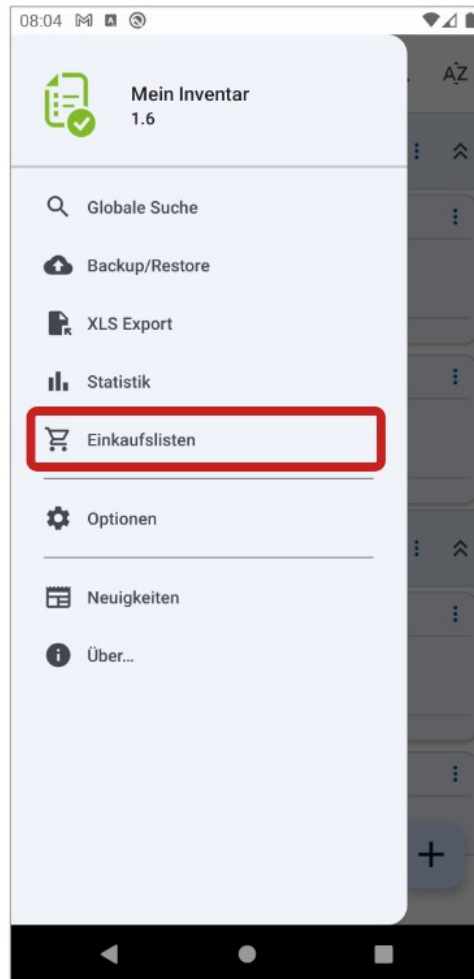 08:04
Mein Inventar
1.6
AZ
Globale Suche
Backup/Restore
XLS Export
Statistik
Einkaufslisten
Optionen
Neuigkeiten
Über...